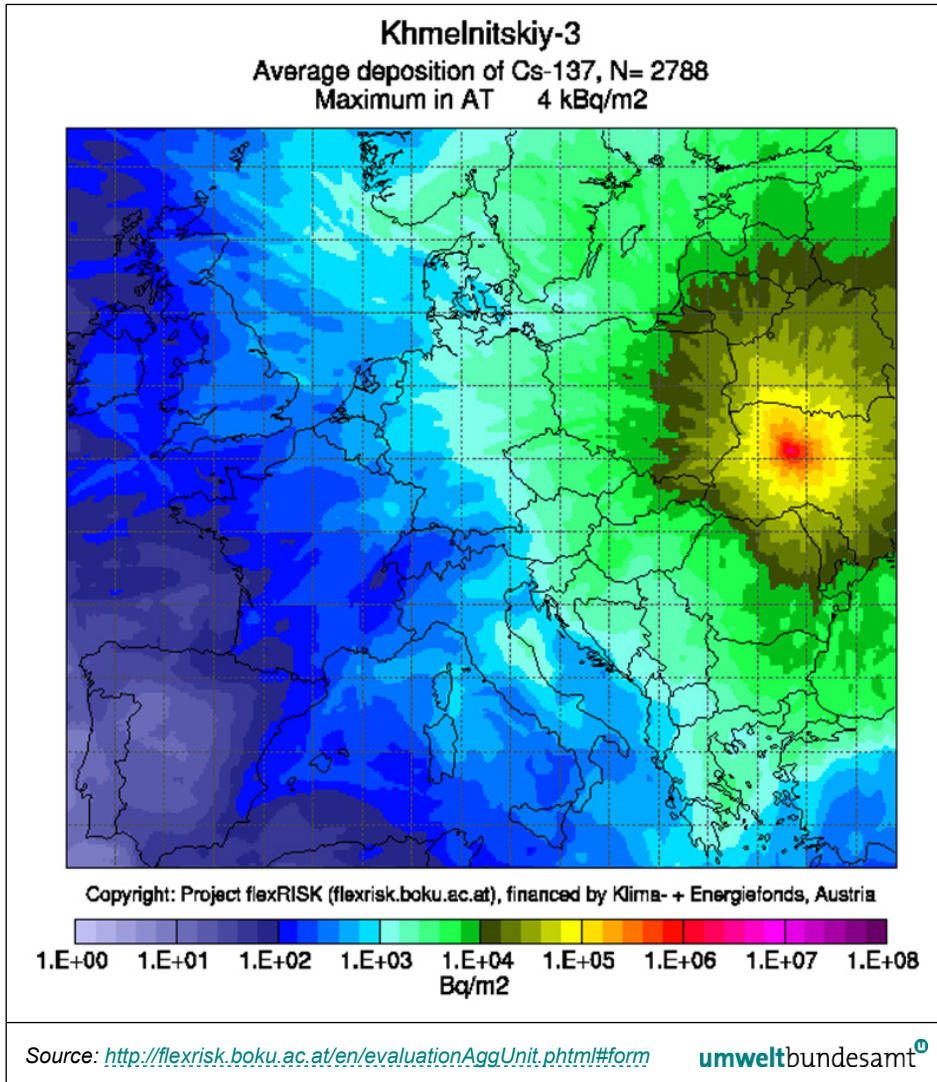 Khmelnitskiy-3
Average deposition of Cs-137, N= 2788
Maximum in AT 4 kBq/m2
Copyright: Project flexRISK (flexrisk.boku.ac.at), financed by Klima- + Energiefonds, Austria
1.E+00 1.E+01 1.E+02 1.E+03 1.E+04 1.E+05 1.E+06 1.E+07 1.E+08
Bq/m2
Source: http://flexrisk.boku.ac.at/en/evaluationAggUnit.phtml#form umweltbundesamt